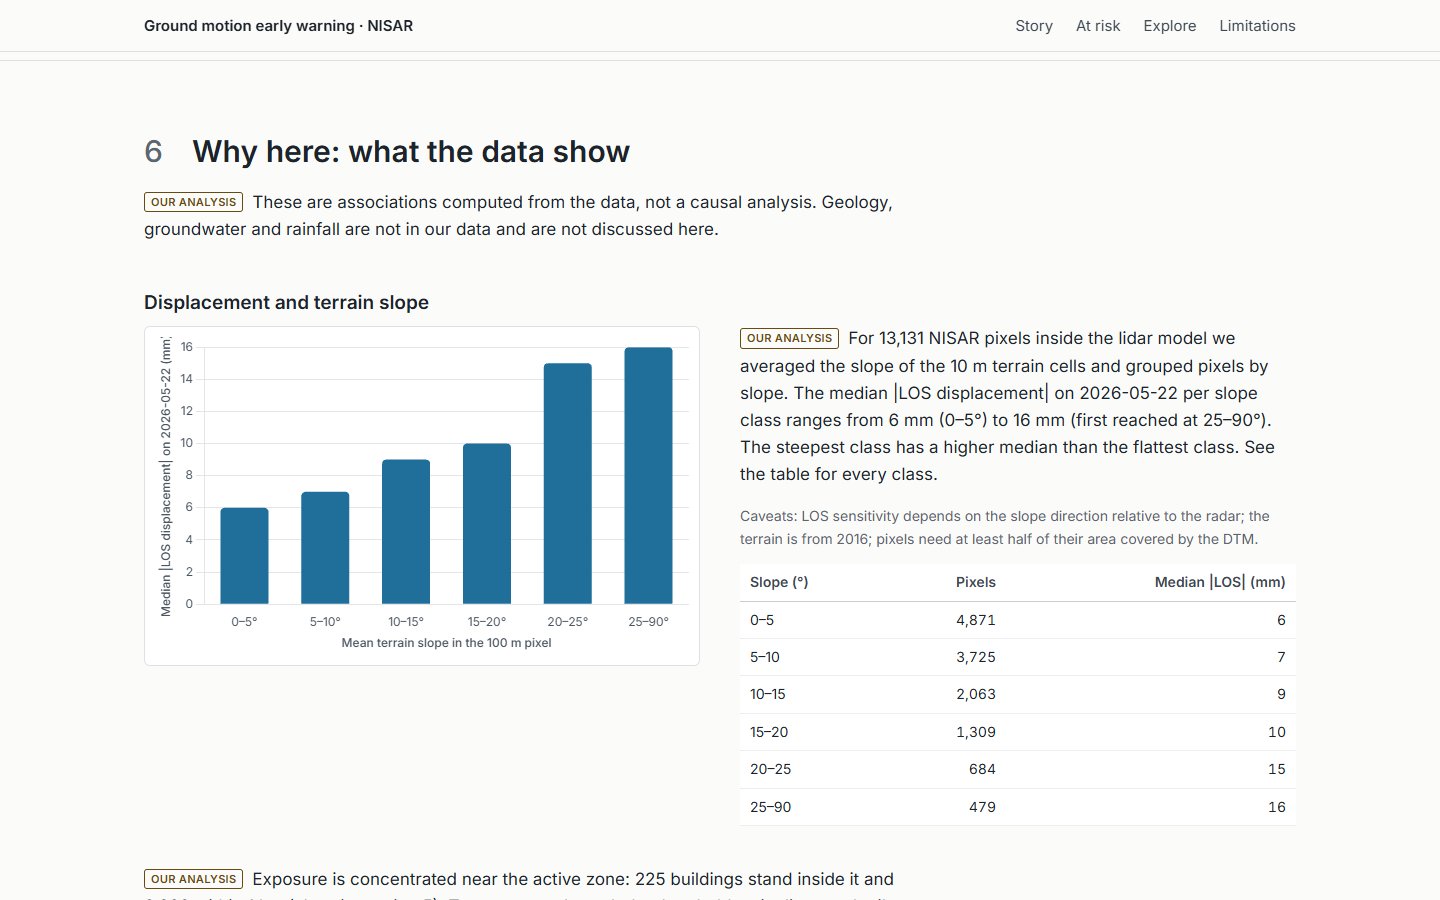 Ground motion early warning · NISAR
Story At risk Explore Limitations
6 Why here: what the data show
OUR ANALYSIS These are associations computed from the data, not a causal analysis. Geology,
groundwater and rainfall are not in our data and are not discussed here.
Displacement and terrain slope
Median |LOS displacement| on 2026-05-22 (mm)
16
14
12
10
8
6
4
2
0
0–5° 5–10° 10–15° 15–20° 20–25° 25–90°
Mean terrain slope in the 100 m pixel
OUR ANALYSIS For 13,131 NISAR pixels inside the lidar model we
averaged the slope of the 10 m terrain cells and grouped pixels by
slope. The median |LOS displacement| on 2026-05-22 per slope
class ranges from 6 mm (0–5°) to 16 mm (first reached at 25–90°).
The steepest class has a higher median than the flattest class. See
the table for every class.
Caveats: LOS sensitivity depends on the slope direction relative to the radar; the
terrain is from 2016; pixels need at least half of their area covered by the DTM.
Slope (°) Pixels Median |LOS| (mm)
0–5 4,871 6
5–10 3,725 7
10–15 2,063 9
15–20 1,309 10
20–25 684 15
25–90 479 16
OUR ANALYSIS Exposure is concentrated near the active zone: 225 buildings stand inside it and